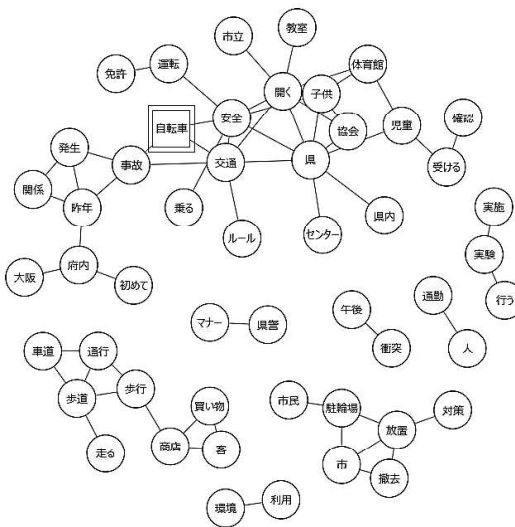 教室
市立
運転
免許
開く
子供
体育館
安全
自転車
協会
児童
確認
発生
事故
交通
県
受ける
関係
昨年
乗る
ルール
センター
県内
実施
実験
行う
府内
大阪
初めて
マナー
県警
午後
衝突
通勤
人
車道
通行
歩道
歩行
走る
買い物
商店
客
市民
駐輪場
放置
対策
市
撤去
環境
利用